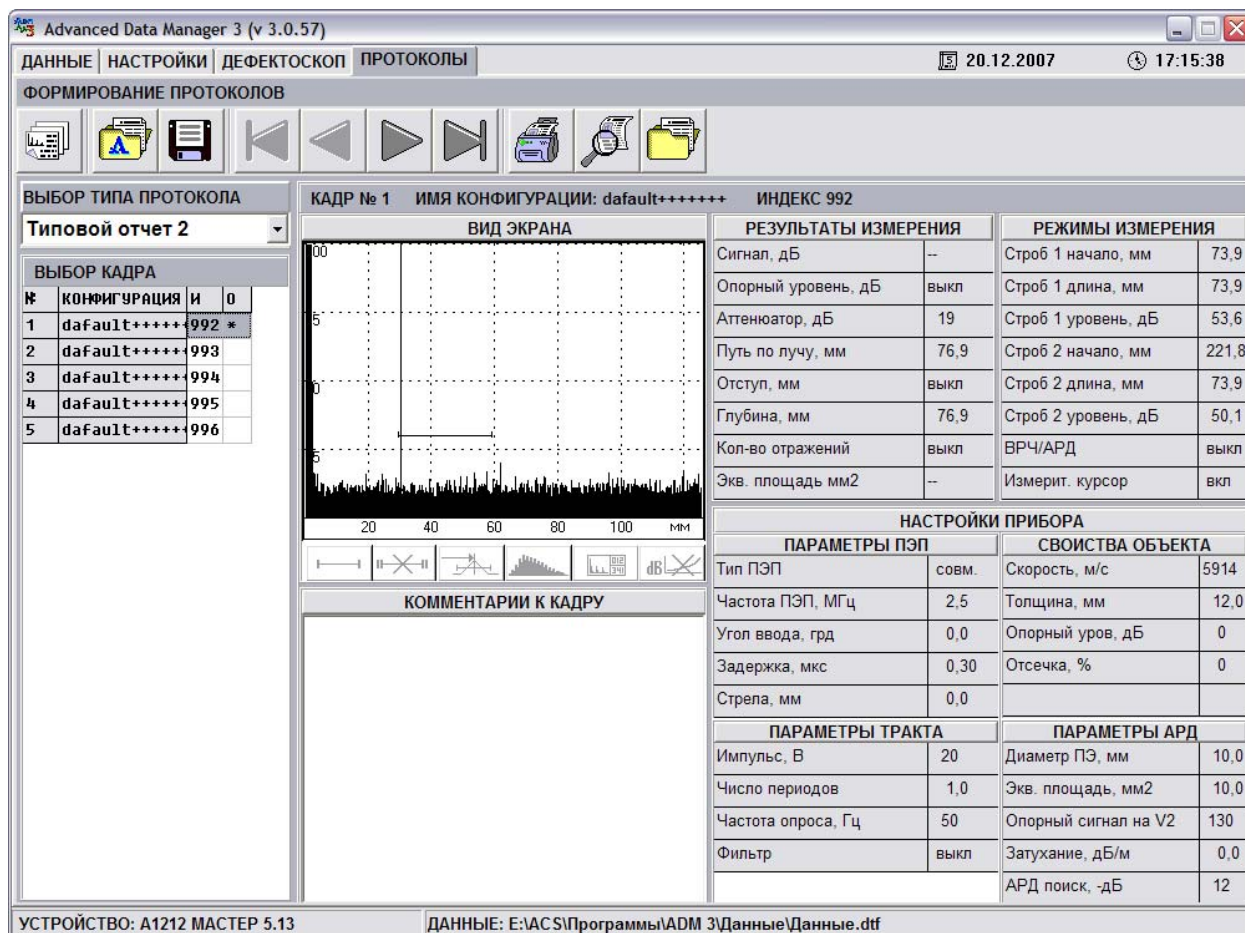 Advanced Data Manager 3 (v 3.0.57)
ДАННЫЕ НАСТРОЙКИ ДЕФЕКТОСКОП ПРОТОКОЛЫ 20.12.2007 17:15:38
ФОРМИРОВАНИЕ ПРОТОКОЛОВ
ВЫБОР ТИПА ПРОТОКОЛА
Типовой отчет 2
ВЫБОР КАДРА
№ КОНФИГУРАЦИЯ И О
1 dafault++++++ 992 *
2 dafault++++++ 993
3 dafault++++++ 994
4 dafault++++++ 995
5 dafault++++++ 996
КАДР № 1 ИМЯ КОНФИГУРАЦИИ: dafault+++++++ ИНДЕКС 992
ВИД ЭКРАНА
00
5
0
5
20 40 60 80 100 мм
dB
КОММЕНТАРИИ К КАДРУ
РЕЗУЛЬТАТЫ ИЗМЕРЕНИЯ
Сигнал, дБ --
Опорный уровень, дБ выкл
Аттенюатор, дБ 19
Путь по лучу, мм 76,9
Отступ, мм выкл
Глубина, мм 76,9
Кол-во отражений выкл
Экв. площадь мм2 --
РЕЖИМЫ ИЗМЕРЕНИЯ
Строб 1 начало, мм 73,9
Строб 1 длина, мм 73,9
Строб 1 уровень, дБ 53,6
Строб 2 начало, мм 221,8
Строб 2 длина, мм 73,9
Строб 2 уровень, дБ 50,1
ВРЧ/АРД выкл
Измерит. курсор вкл
НАСТРОЙКИ ПРИБОРА
ПАРАМЕТРЫ ПЭП
Тип ПЭП совм.
Частота ПЭП, МГц 2,5
Угол ввода, грд 0,0
Задержка, мкс 0,30
Стрела, мм 0,0
СВОЙСТВА ОБЪЕКТА
Скорость, м/с 5914
Толщина, мм 12,0
Опорный уров, дБ 0
Отсечка, % 0
ПАРАМЕТРЫ ТРАКТА
Импульс, В 20
Число периодов 1,0
Частота опроса, Гц 50
Фильтр выкл
ПАРАМЕТРЫ АРД
Диаметр ПЭ, мм 10,0
Экв. площадь, мм2 10,0
Опорный сигнал на V2 130
Затухание, дБ/м 0,0
АРД поиск, -дБ 12
УСТРОЙСТВО: А1212 МАСТЕР 5.13 ДАННЫЕ: E:\ACS\Программы\ADM 3\Данные\Данные.dtf